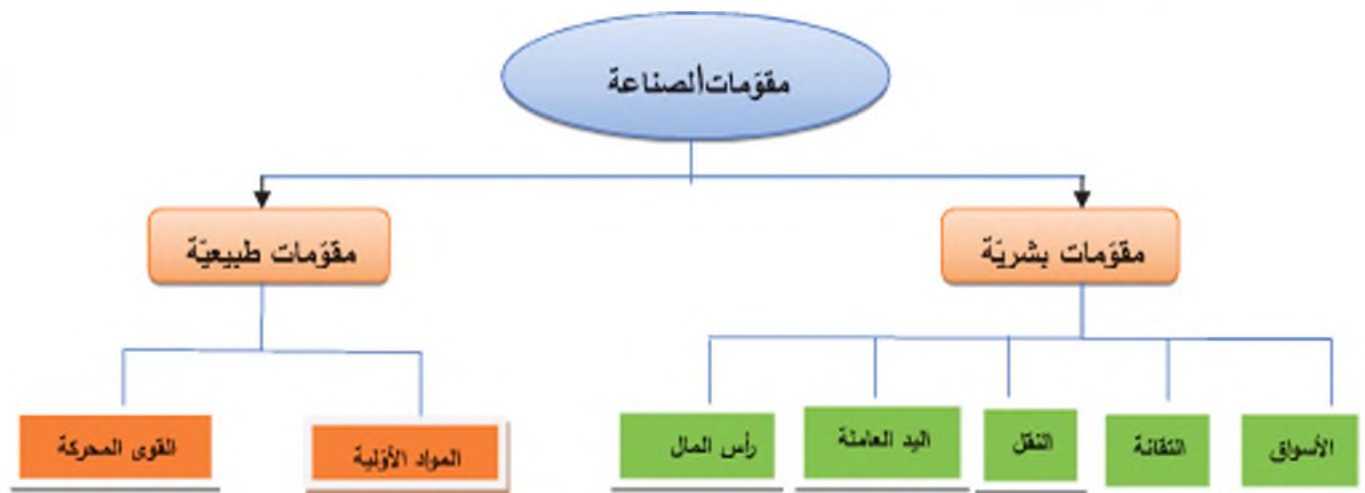 مقوّمات الصناعة
مقوّمات بشريّة
مقوّمات طبيعيّة
الأسواق
التقانة
النقل
اليد العاملة
رأس المال
المواد الأوّلية
القوى المحركة